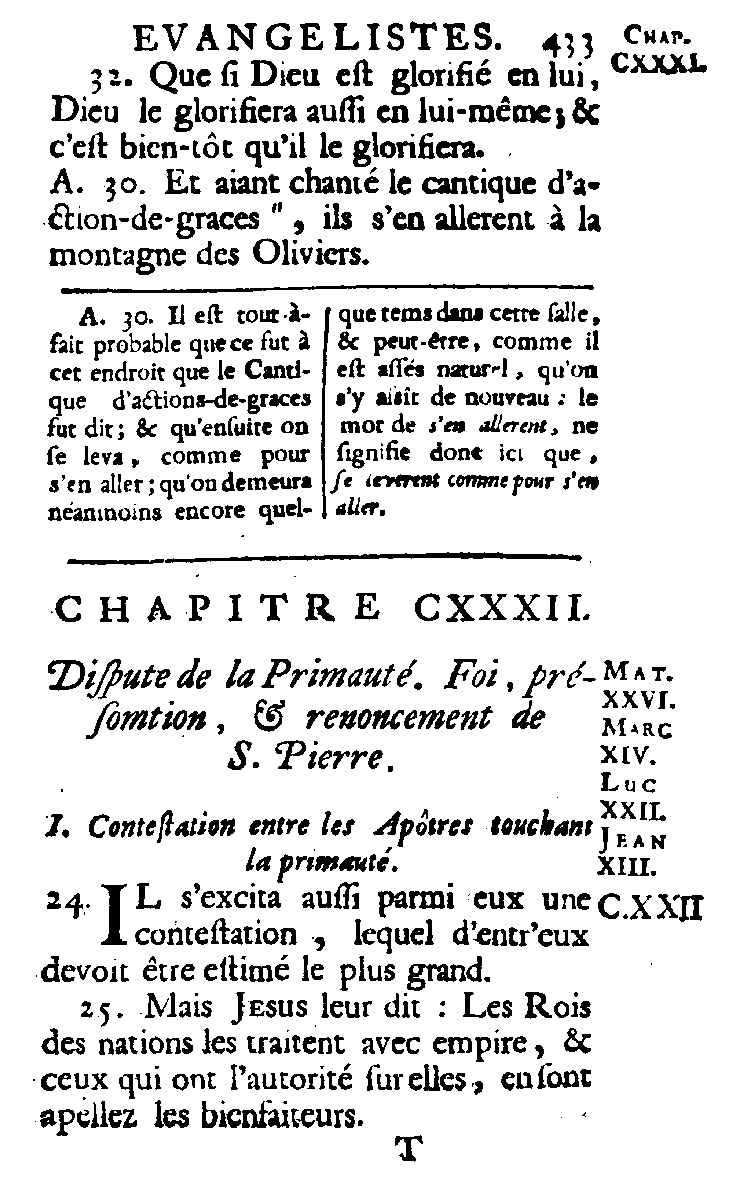 EVANGELISTES. 433
CHAP. CXXXI.
32. Que ſi Dieu eſt glorifié en lui,
Dieu le glorifiera auſſi en lui-même; &
c'eſt bien-tôt qu'il le glorifiera.
A. 30. Et aiant chanté le cantique d'a-
ction-de-graces ", ils s'en allerent à la
montagne des Oliviers.
A. 30. Il eſt tout-à-
fait probable que ce fut à
cet endroit que le Canti-
que d'actions-de-graces
fut dit; & qu'enſuite on
ſe leva, comme pour
s'en aller; qu'on demeura
néanmoins encore quel-
que tems dans cette ſalle,
& peut-être, comme il
eſt aſſés naturel, qu'on
s'y aſſît de nouveau: le
mot de s'en allerent, ne
ſignifie donc ici que,
ſe leverent comme pour s'en
aller.
CHAPITRE CXXXII.
Diſpute de la Primauté. Foi, pré-
ſomtion, & renoncement de
S. Pierre.
MAT.
XXVI.
MARC
XIV.
LUC
XXII.
JEAN
XIII.
I. Conteſtation entre les Apôtres touchant
la primauté.
24. IL s'excita auſſi parmi eux une
C.XXII
conteſtation, lequel d'entr'eux
devoit être eſtimé le plus grand.
25. Mais JESUS leur dit : Les Rois
des nations les traitent avec empire, &
ceux qui ont l'autorité ſur elles, en ſont
apellez les bienfaiteurs.
T